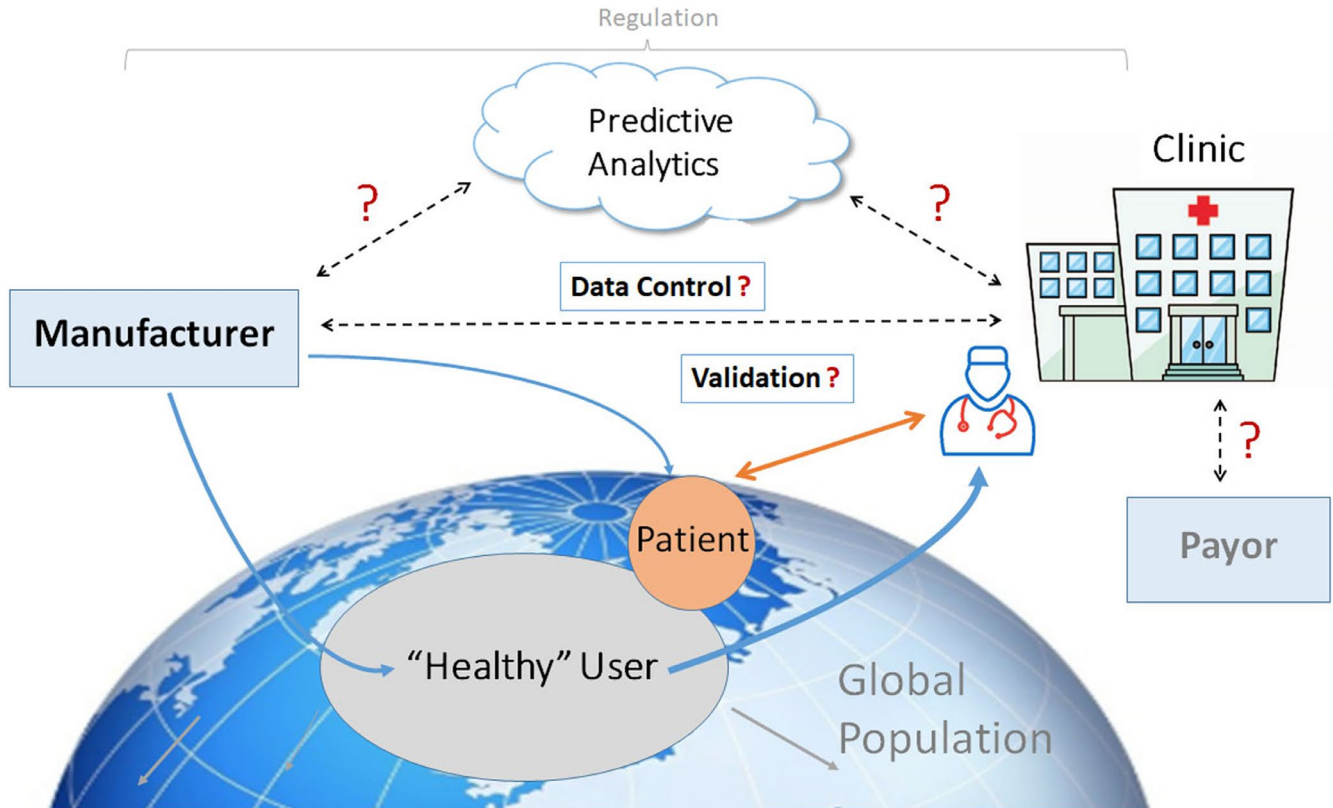 Regulation
Predictive
Analytics
Clinic
?
?
Data Control ?
Manufacturer
Validation ?
?
Patient
Payor
“Healthy” User
Global
Population